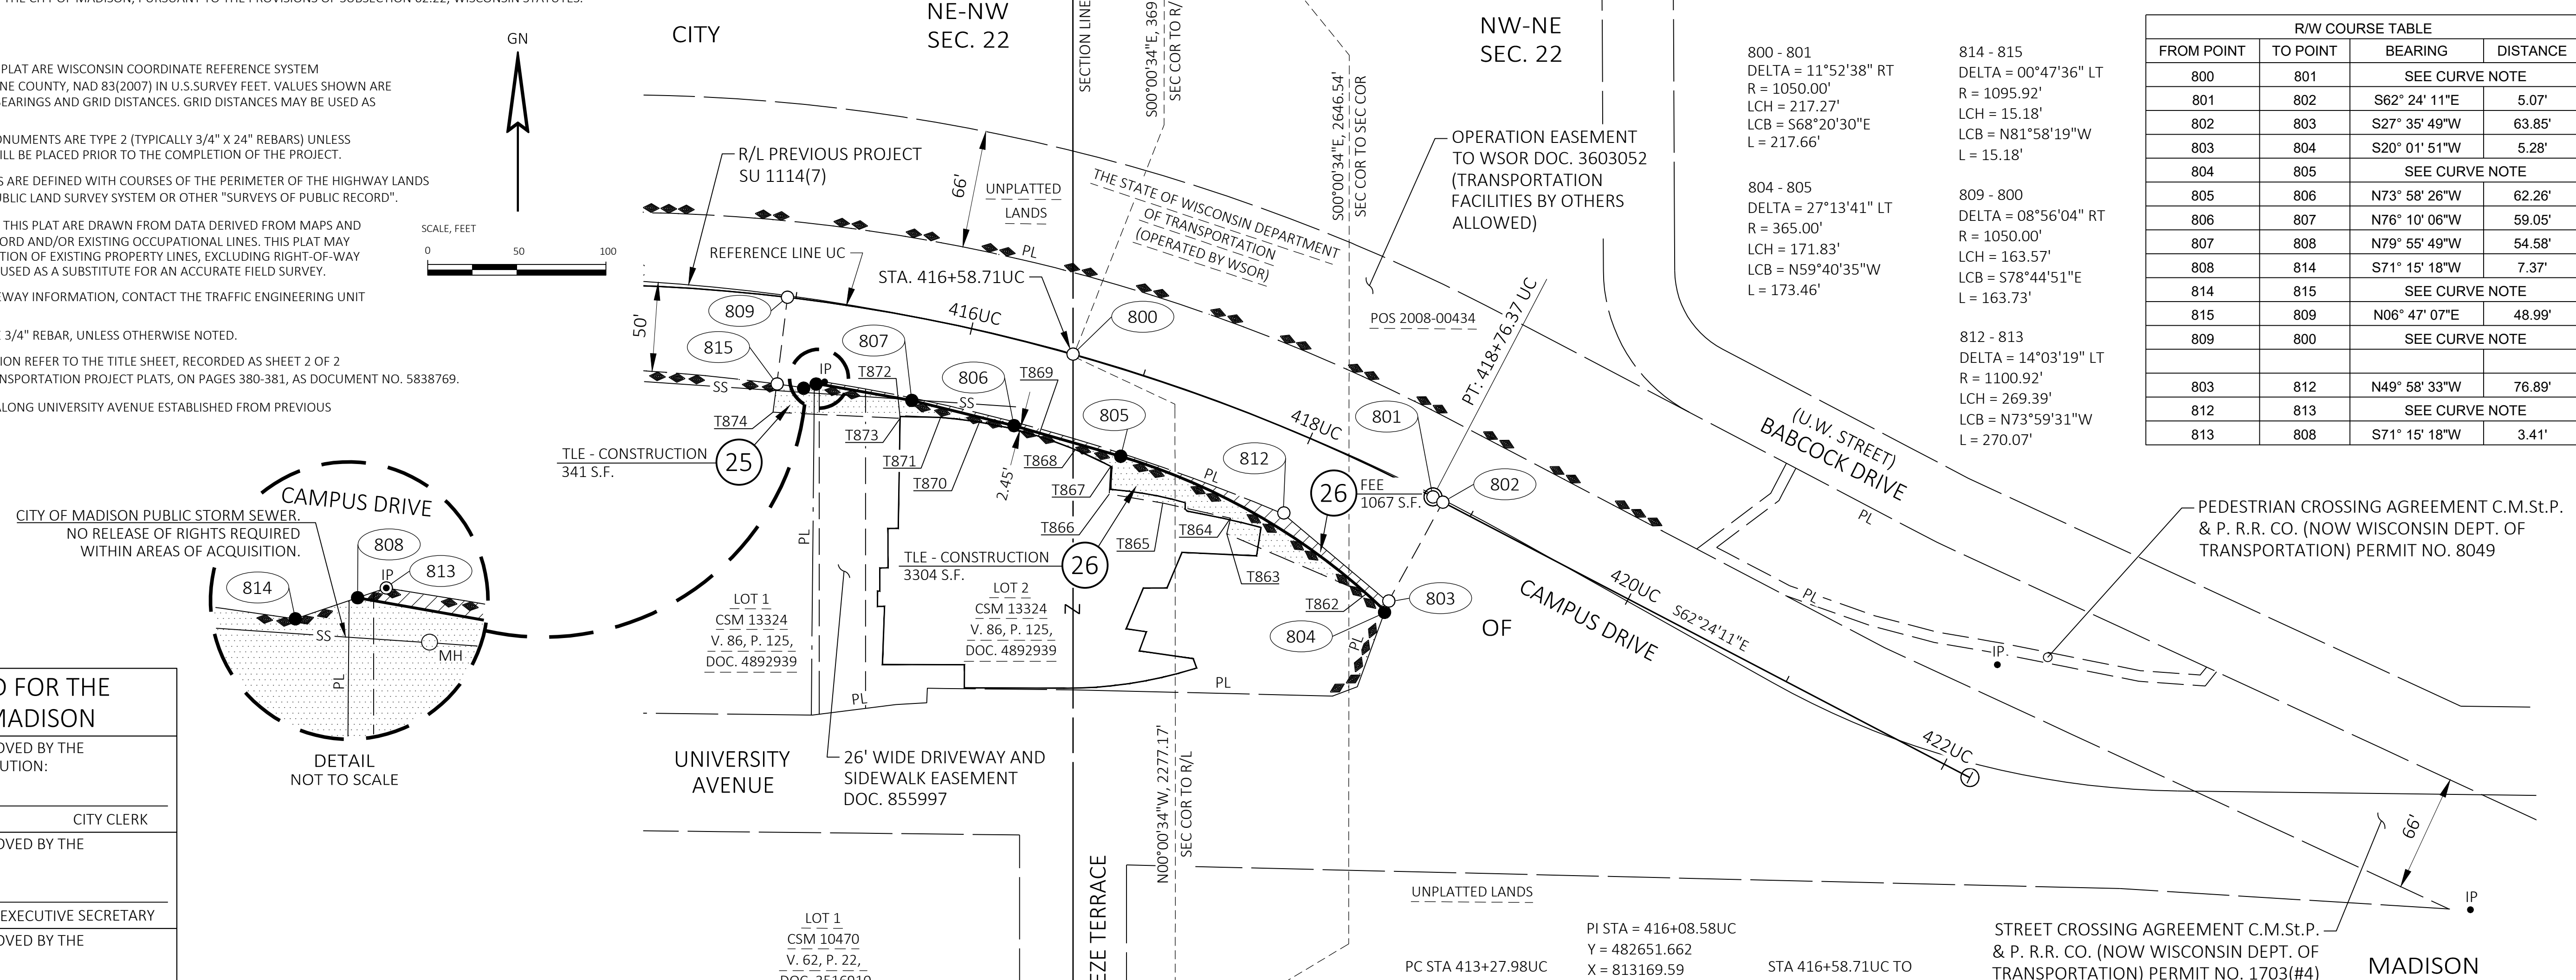 THE CITY OF MADISON, PURSUANT TO THE PROVISIONS OF SUBSECTION 62.22, WISCONSIN STATUTES.
PLAT ARE WISCONSIN COORDINATE REFERENCE SYSTEM
NE COUNTY, NAD 83(2007) IN U.S.SURVEY FEET. VALUES SHOWN ARE
EARINGS AND GRID DISTANCES. GRID DISTANCES MAY BE USED AS
ONUMENTS ARE TYPE 2 (TYPICALLY 3/4" X 24" REBARS) UNLESS
ILL BE PLACED PRIOR TO THE COMPLETION OF THE PROJECT.
S ARE DEFINED WITH COURSES OF THE PERIMETER OF THE HIGHWAY LANDS
UBLIC LAND SURVEY SYSTEM OR OTHER "SURVEYS OF PUBLIC RECORD".
THIS PLAT ARE DRAWN FROM DATA DERIVED FROM MAPS AND
ORD AND/OR EXISTING OCCUPATIONAL LINES. THIS PLAT MAY
TION OF EXISTING PROPERTY LINES, EXCLUDING RIGHT-OF-WAY
USED AS A SUBSTITUTE FOR AN ACCURATE FIELD SURVEY.
EWAY INFORMATION, CONTACT THE TRAFFIC ENGINEERING UNIT
E 3/4" REBAR, UNLESS OTHERWISE NOTED.
ION REFER TO THE TITLE SHEET, RECORDED AS SHEET 2 OF 2
NSPORTATION PROJECT PLATS, ON PAGES 380-381, AS DOCUMENT NO. 5838769.
ALONG UNIVERSITY AVENUE ESTABLISHED FROM PREVIOUS
GN
SCALE, FEET
0 50 100
CITY
NE-NW
SEC. 22
NW-NE
SEC. 22
SECTION LINE
S00°00'34"E, 369
SEC COR TO R/
S00°00'34"E, 2646.54'
SEC COR TO SEC COR
R/L PREVIOUS PROJECT
SU 1114(7)
66'
UNPLATTED
LANDS
THE STATE OF WISCONSIN DEPARTMENT
OF TRANSPORTATION
(OPERATED BY WSOR)
OPERATION EASEMENT
TO WSOR DOC. 3603052
(TRANSPORTATION
FACILITIES BY OTHERS
ALLOWED)
PL
REFERENCE LINE UC
STA. 416+58.71UC
50'
809
416UC
800
POS 2008-00434
PT: 418+76.37 UC
815
807
IP
T872
806
T869
SS
SS
805
418UC
801
T874
T873
T871
T870
2.45'
T868
T867
T866
T865
T864
T863
T862
PL
812
26
FEE
1067 S.F.
802
TLE - CONSTRUCTION
341 S.F.
25
TLE - CONSTRUCTION
3304 S.F.
26
803
804
PL
PL
PL
PL
Z
LOT 1
CSM 13324
V. 86, P. 125,
DOC. 4892939
LOT 2
CSM 13324
V. 86, P. 125,
DOC. 4892939
OF
CAMPUS DRIVE
420UC
S62°24'11"E
422UC
(U.W. STREET)
BABCOCK DRIVE
PL
PL
IP
PEDESTRIAN CROSSING AGREEMENT C.M.St.P.
& P. R.R. CO. (NOW WISCONSIN DEPT. OF
TRANSPORTATION) PERMIT NO. 8049
CAMPUS DRIVE
CITY OF MADISON PUBLIC STORM SEWER.
NO RELEASE OF RIGHTS REQUIRED
WITHIN AREAS OF ACQUISITION.
808
IP
813
814
SS
MH
PL
DETAIL
NOT TO SCALE
D FOR THE
MADISON
OVED BY THE
UTION:
CITY CLERK
OVED BY THE
EXECUTIVE SECRETARY
OVED BY THE
UNIVERSITY
AVENUE
26' WIDE DRIVEWAY AND
SIDEWALK EASEMENT
DOC. 855997
N00°00'34"W, 2277.17'
SEC COR TO R/L
EZE TERRACE
LOT 1
CSM 10470
V. 62, P. 22,
DOC. 3516910
UNPLATTED LANDS
PI STA = 416+08.58UC
Y = 482651.662
X = 813169.59
PC STA 413+27.98UC
STA 416+58.71UC TO
66'
IP
STREET CROSSING AGREEMENT C.M.St.P.
& P. R.R. CO. (NOW WISCONSIN DEPT. OF
TRANSPORTATION) PERMIT NO. 1703(#4)
MADISON
800 - 801
DELTA = 11°52'38" RT
R = 1050.00'
LCH = 217.27'
LCB = S68°20'30"E
L = 217.66'
804 - 805
DELTA = 27°13'41" LT
R = 365.00'
LCH = 171.83'
LCB = N59°40'35"W
L = 173.46'
814 - 815
DELTA = 00°47'36" LT
R = 1095.92'
LCH = 15.18'
LCB = N81°58'19"W
L = 15.18'
809 - 800
DELTA = 08°56'04" RT
R = 1050.00'
LCH = 163.57'
LCB = S78°44'51"E
L = 163.73'
812 - 813
DELTA = 14°03'19" LT
R = 1100.92'
LCH = 269.39'
LCB = N73°59'31"W
L = 270.07'
R/W COURSE TABLE
FROM POINT TO POINT BEARING DISTANCE
800 801 SEE CURVE NOTE
801 802 S62° 24' 11"E 5.07'
802 803 S27° 35' 49"W 63.85'
803 804 S20° 01' 51"W 5.28'
804 805 SEE CURVE NOTE
805 806 N73° 58' 26"W 62.26'
806 807 N76° 10' 06"W 59.05'
807 808 N79° 55' 49"W 54.58'
808 814 S71° 15' 18"W 7.37'
814 815 SEE CURVE NOTE
815 809 N06° 47' 07"E 48.99'
809 800 SEE CURVE NOTE
803 812 N49° 58' 33"W 76.89'
812 813 SEE CURVE NOTE
813 808 S71° 15' 18"W 3.41'